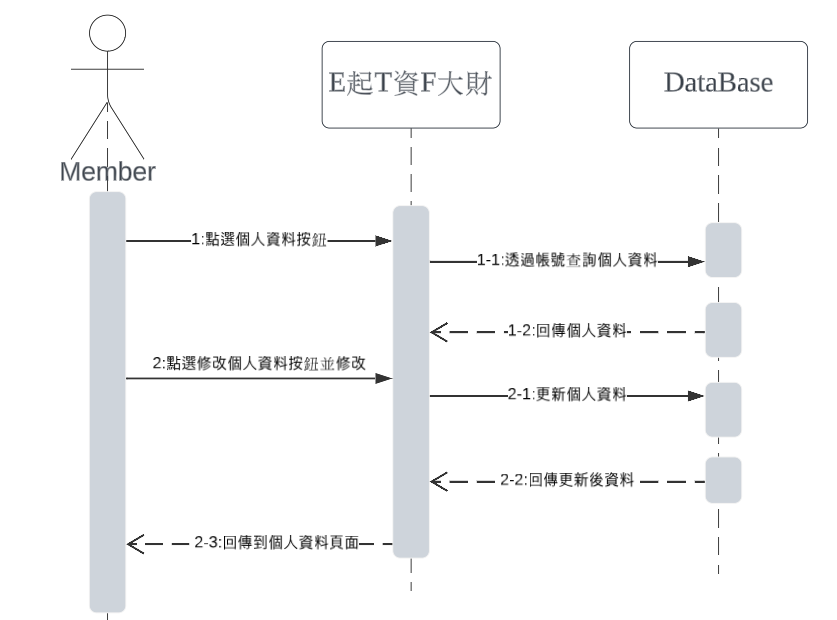 E起T資F大財
DataBase
Member
1:點選個人資料按鈕
1-1:透過帳號查詢個人資料
1-2:回傳個人資料
2:點選修改個人資料按鈕並修改
2-1:更新個人資料
2-2:回傳更新後資料
2-3:回傳到個人資料頁面